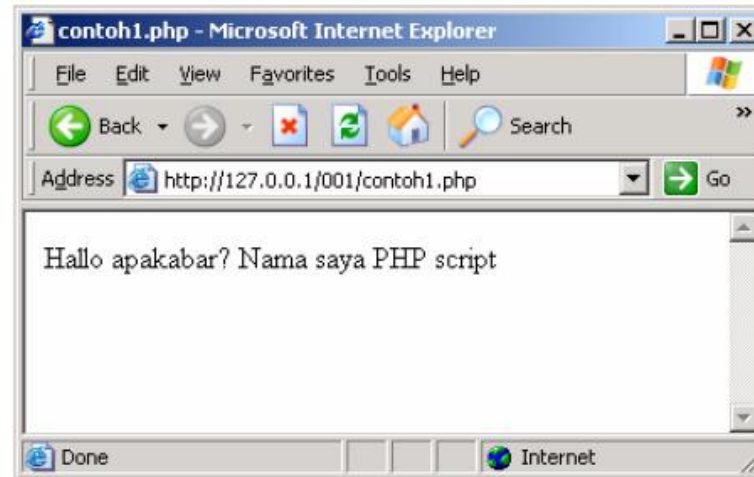 contoh1.php - Microsoft Internet Explorer
File Edit View Favorites Tools Help
Back Search »
Address http://127.0.0.1/001/contoh1.php Go
Hallo apakabar? Nama saya PHP script
Done Internet